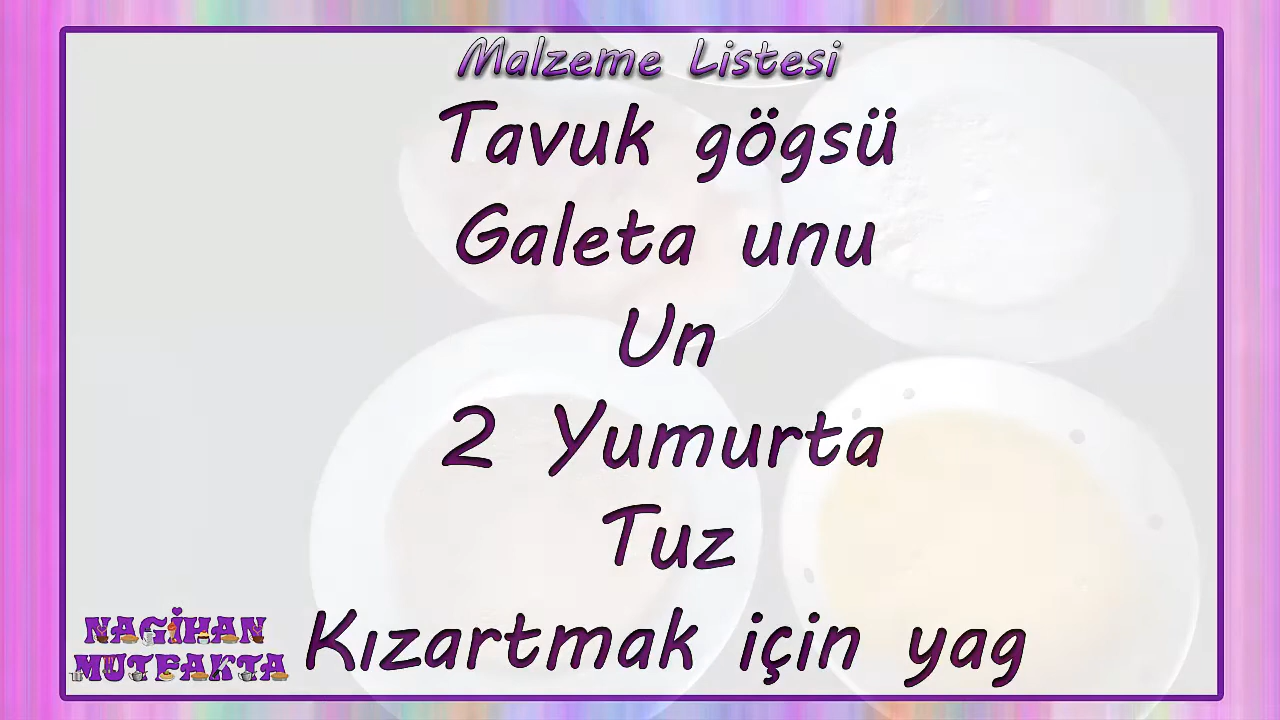 Malzeme Listesi
Tavuk gögsü
Galeta unu
Un
2 Yumurta
Tuz
Kızartmak için yag
NAGİHAN
MUTFAKTA